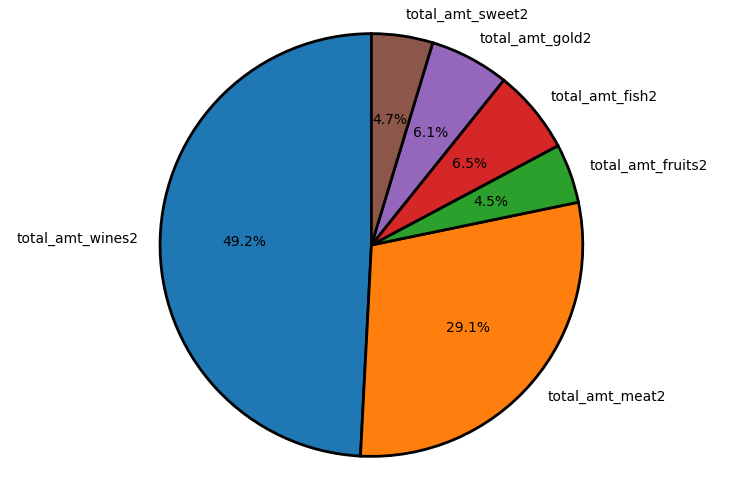 total_amt_sweet2
total_amt_gold2
total_amt_fish2
4.7%
6.1%
6.5%
total_amt_fruits2
4.5%
total_amt_wines2
49.2%
29.1%
total_amt_meat2